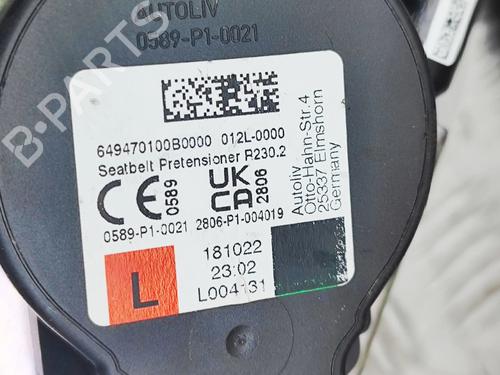 AUTOLIV
0589-P1-0021
649470100B0000 012L-0000
Seatbelt Pretensioner R230.2
CE 0589
UK CA 2806
0589-P1-0021 2806-P1-004019
Autoliv
Otto-Hahn-Str. 4
25337 Elmshorn
Germany
181022
23:02
L004131
L
B-PARTS